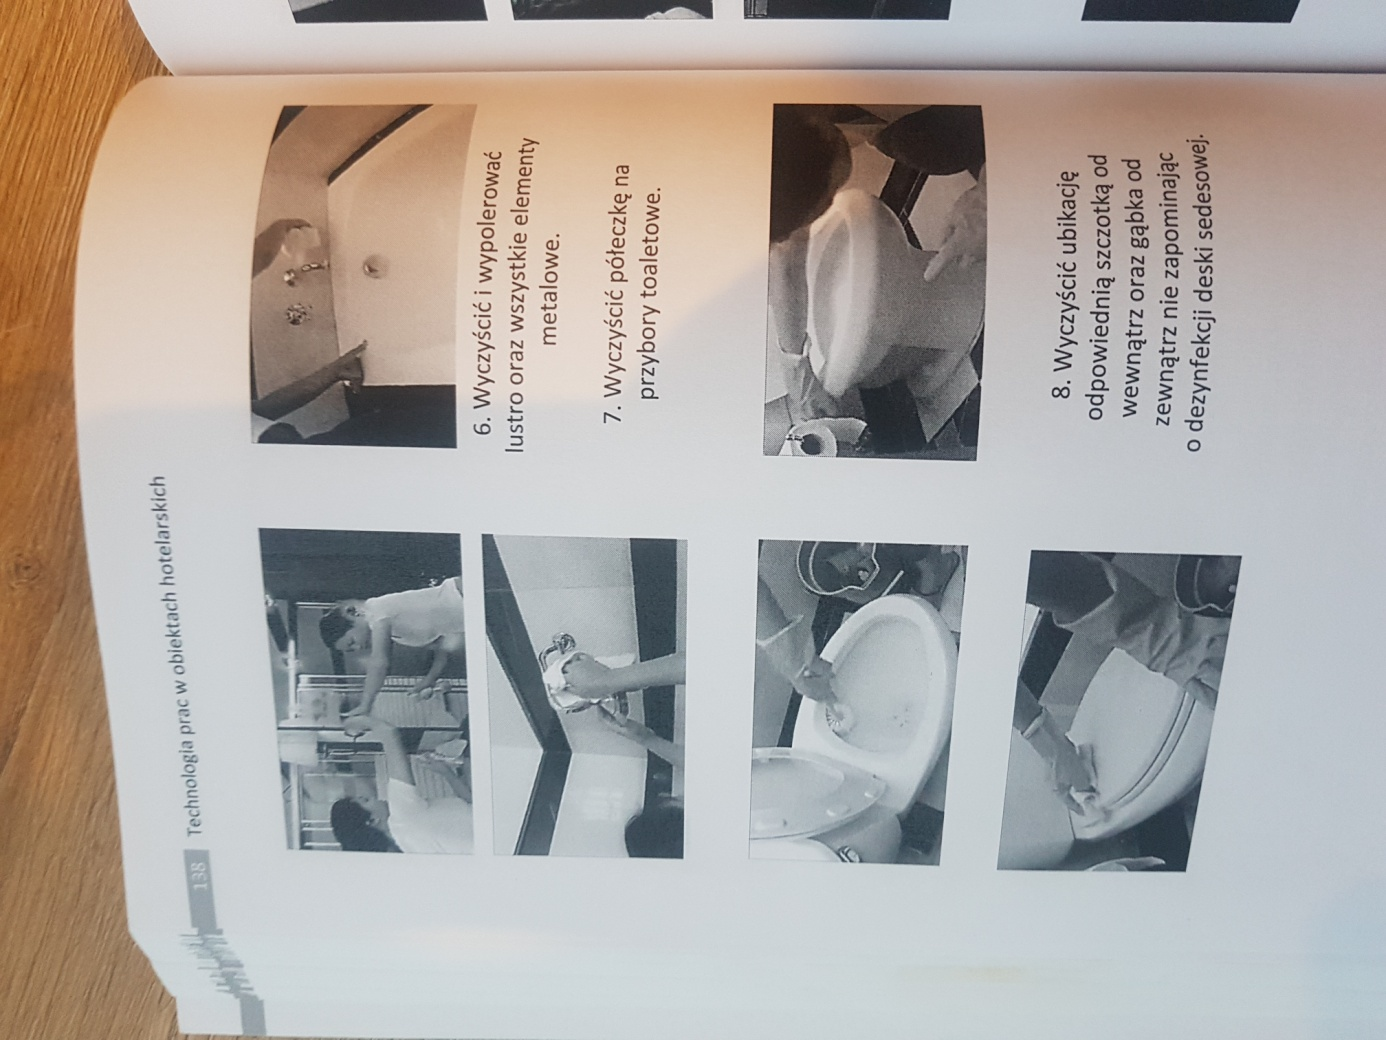 138 Technologia prac w obiektach hotelarskich
6. Wyczyścić i wypolerować
lustro oraz wszystkie elementy
metalowe.
7. Wyczyścić półeczkę na
przybory toaletowe.
8. Wyczyścić ubikację
odpowiednią szczotką od
wewnątrz oraz gąbka od
zewnątrz nie zapominając
o dezynfekcji deski sedesowej.